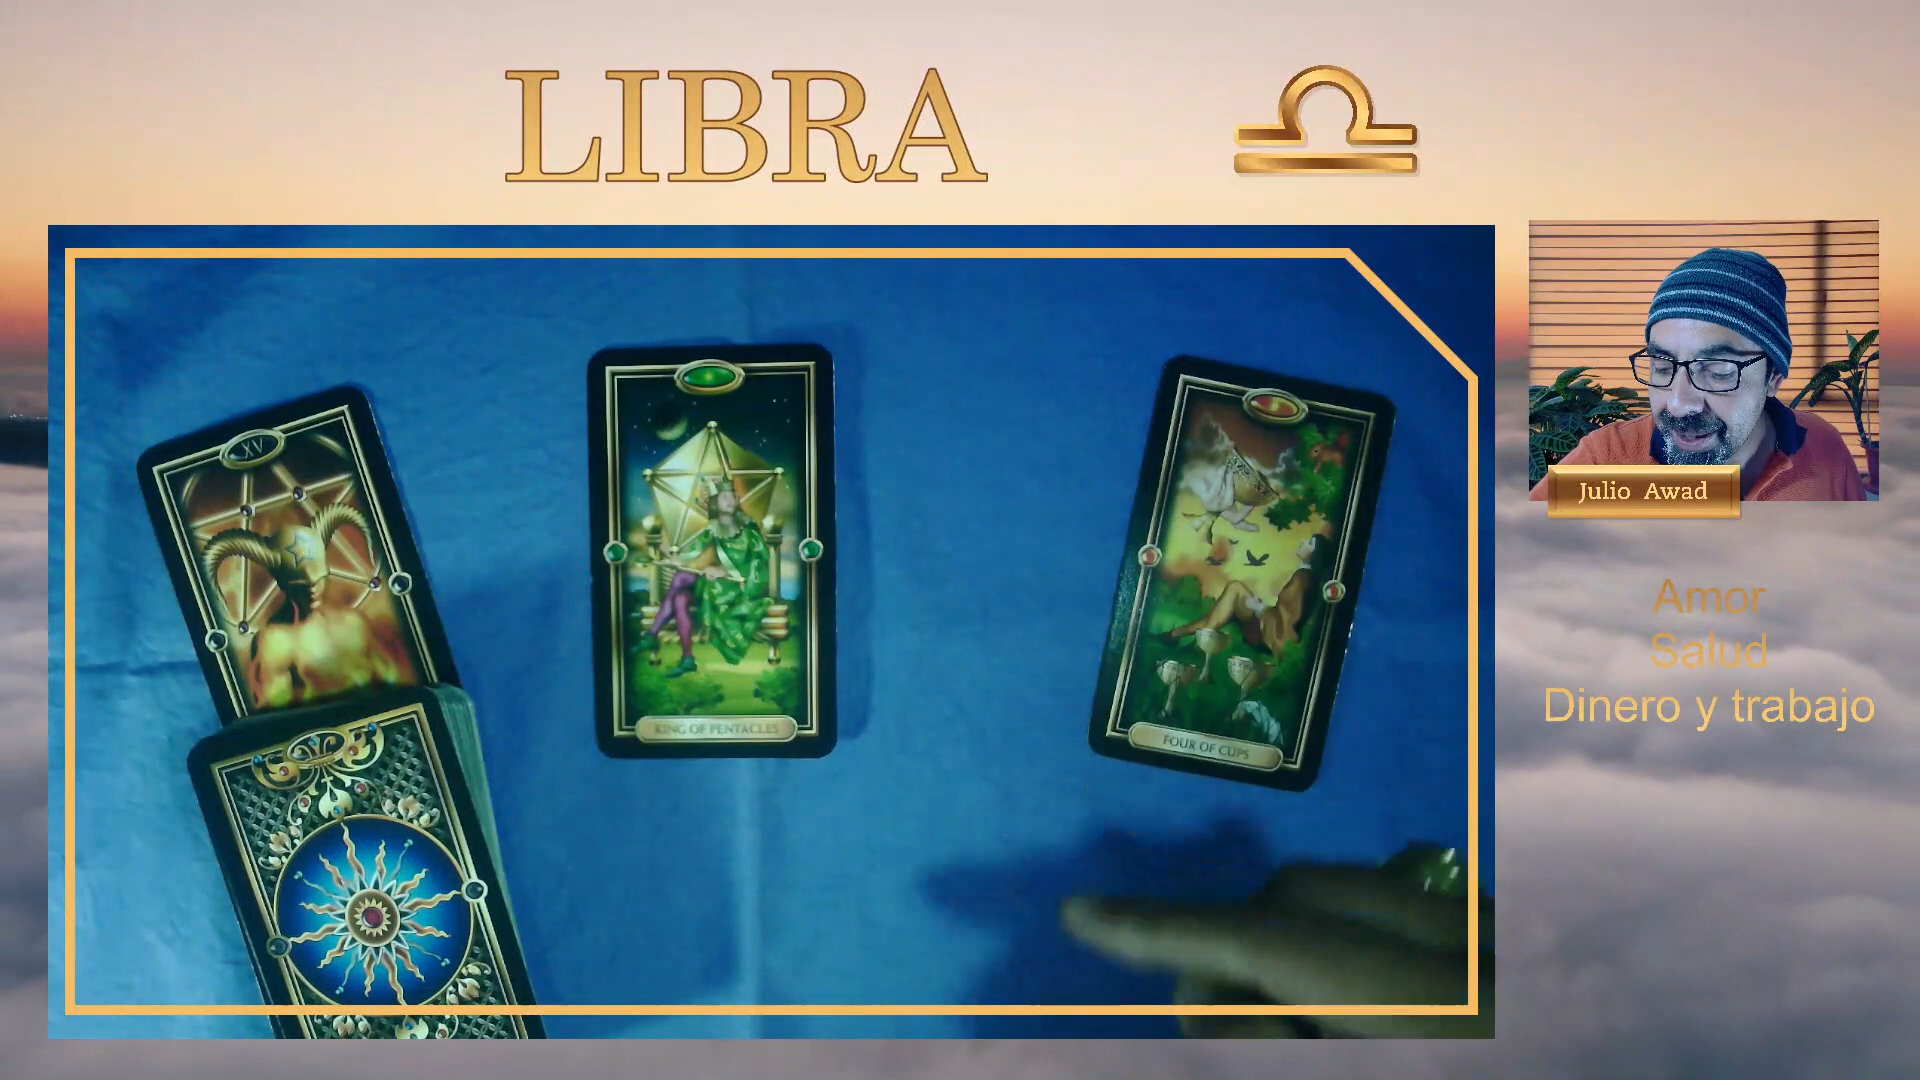 LIBRA
XV
KING OF PENTACLES
FOUR OF CUPS
Julio Awad
Amor
Salud
Dinero y trabajo